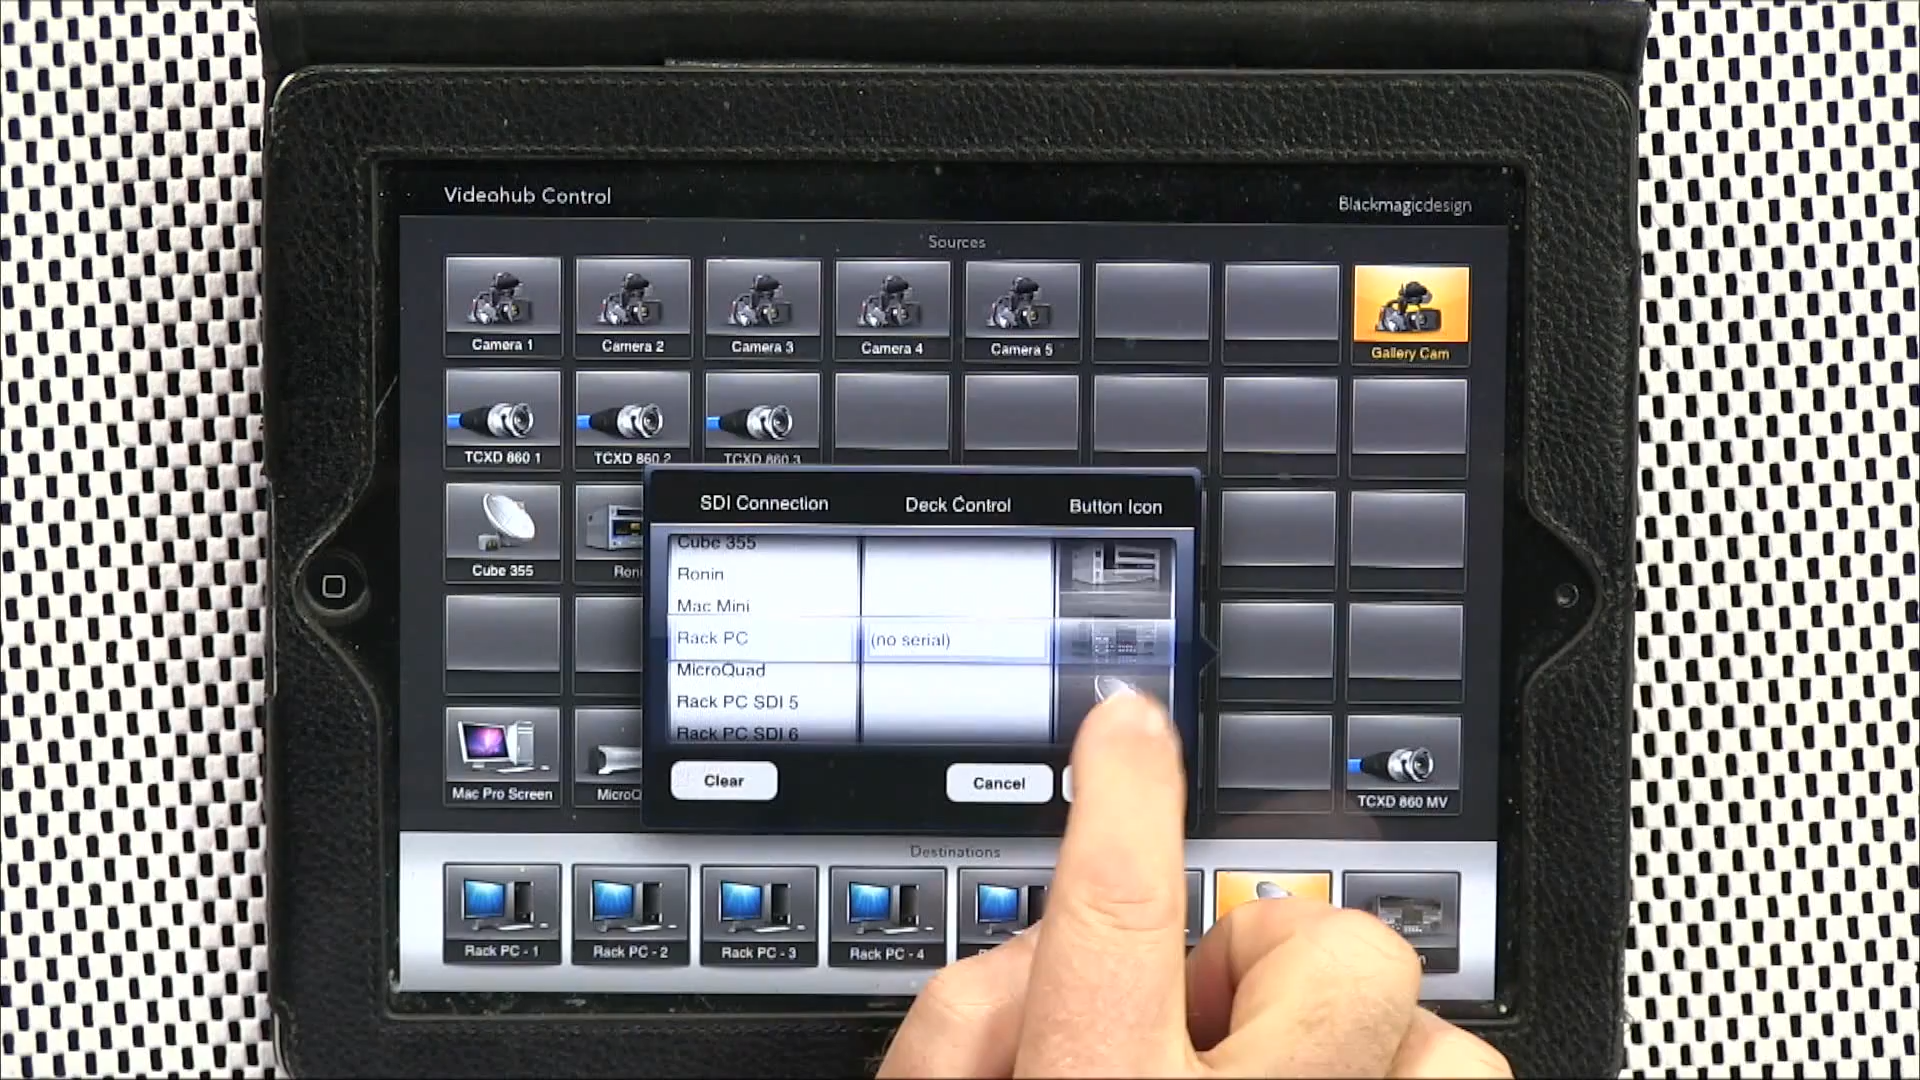 Videohub Control
Blackmagicdesign
Sources
Camera 1
Camera 2
Camera 3
Camera 4
Camera 5
Gallery Cam
TCXD 860 1
TCXD 860 2
TCXD 860 3
Cube 355
Roni
SDI Connection
Deck Control
Button Icon
Cube 355
Ronin
Mac Mini
Rack PC
(no serial)
MicroQuad
Rack PC SDI 5
Rack PC SDI 6
Clear
Cancel
Mac Pro Screen
MicroQ
TCXD 860 MV
Destinations
Rack PC - 1
Rack PC - 2
Rack PC - 3
Rack PC - 4